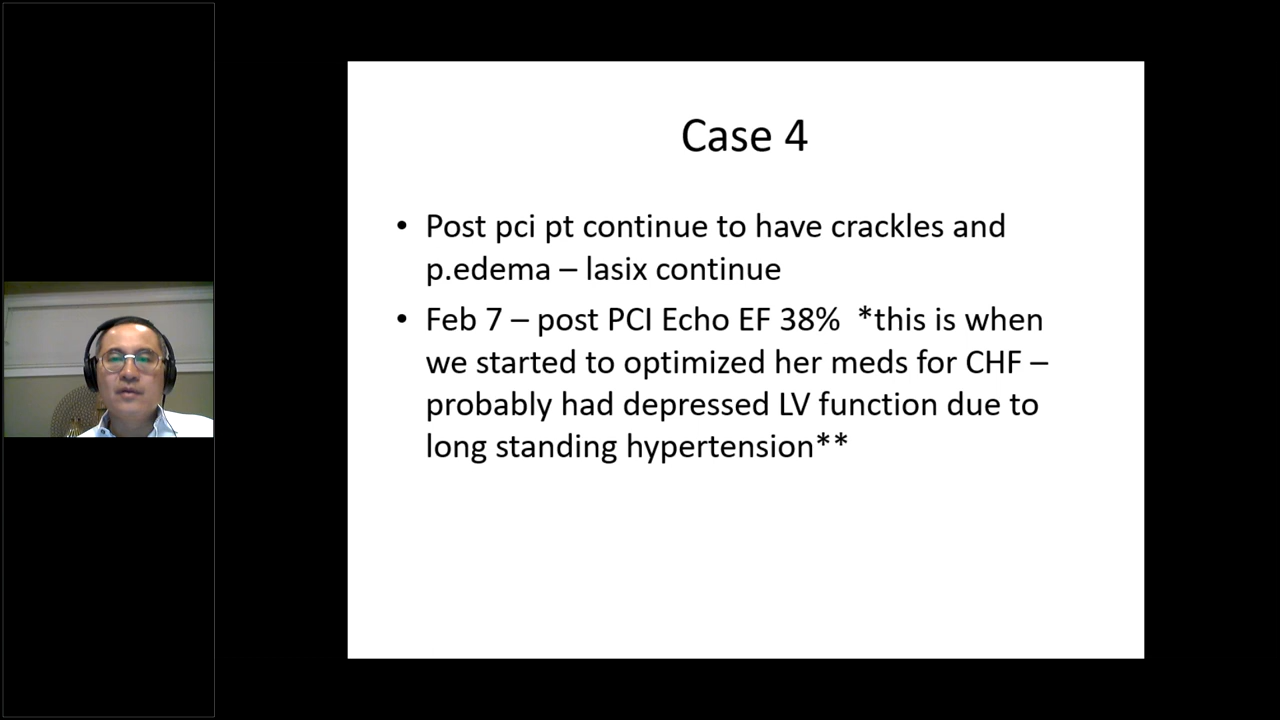 Case 4
• Post pci pt continue to have crackles and
p.edema – lasix continue
• Feb 7 – post PCI Echo EF 38%  *this is when
we started to optimized her meds for CHF –
probably had depressed LV function due to
long standing hypertension**